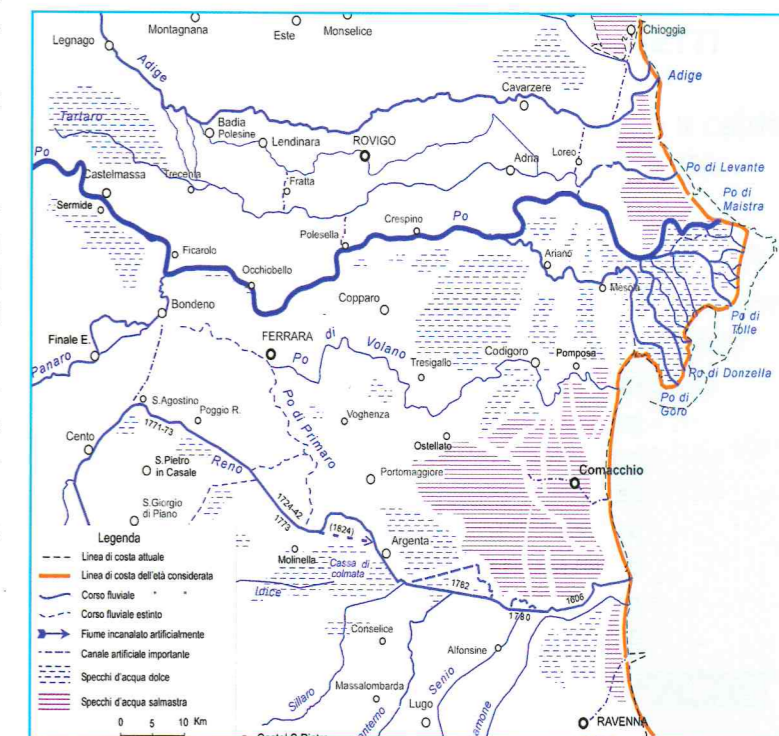 Montagnana
Este
Monselice
Chioggia
Legnago
Adige
Adige
Cavarzere
Badia
Polesine
Lendinara
ROVIGO
Tartaro
Po
Castelmassa
Trecenta
Fratta
Adria
Loreo
Po di Levante
Po di
Maistra
Sermide
Crespino
Po
Polesella
Ficarolo
Ariano
Occhiobello
Mesola
Copparo
Bondeno
Po di
Tolle
FERRARA
Po di Volano
Finale E.
Panaro
Tresigallo
Codigoro
Pomposa
Po di Donzella
Po di
Goro
S.Agostino
1771-73
Poggio R.
Po di Primaro
Voghenza
Ostellato
Cento
Reno
S.Pietro
in Casale
Portomaggiore
Comacchio
S.Giorgio
di Piano
1724-42
1773
(1824)
Argenta
Molinella
Cassa di
colmata
Idice
1782
1780
1606
Conselice
Alfonsine
Sillaro
Massalombarda
Senio
Lugo
RAVENNA
Legenda
Linea di costa attuale
Linea di costa dell'età considerata
Corso fluviale " "
Corso fluviale estinto
Fiume incanalato artificialmente
Canale artificiale importante
Specchi d'acqua dolce
Specchi d'acqua salmastra
0 5 10 Km